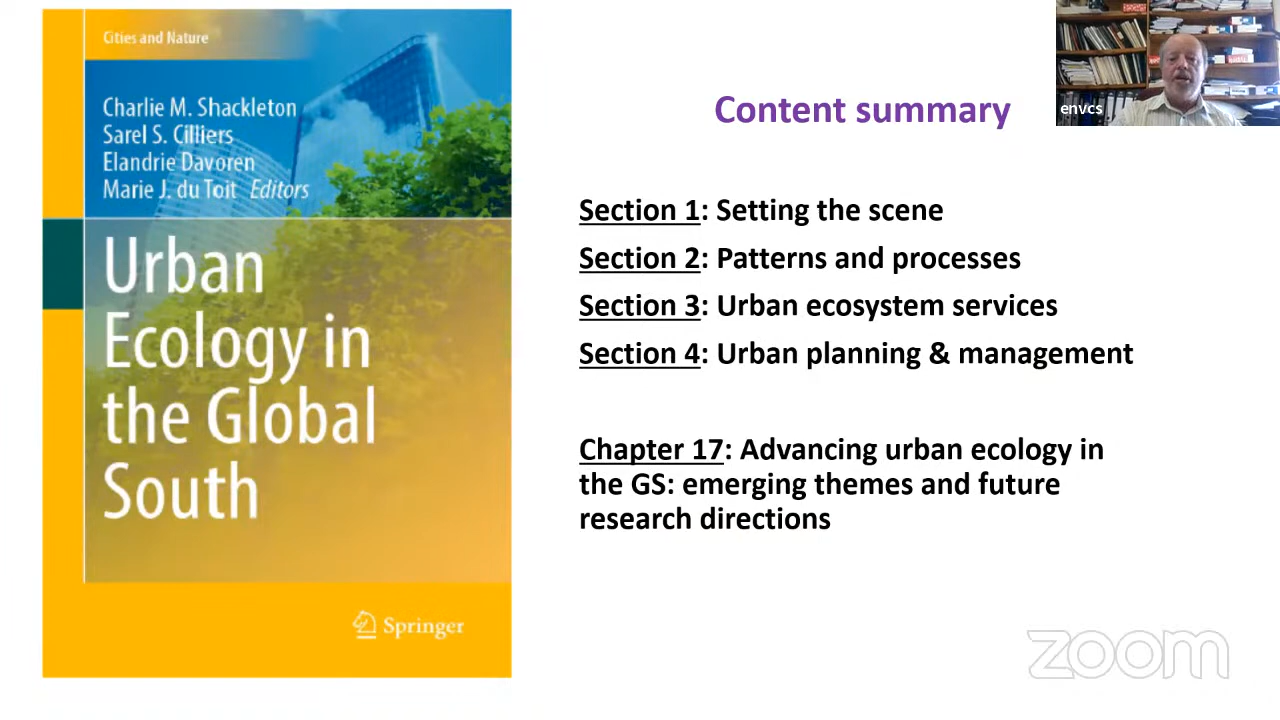 Cities and Nature
Charlie M. Shackleton
Sarel S. Cilliers
Elandrie Davoren
Marie J. du Toit Editors
Urban
Ecology in
the Global
South
Springer
Content summary
Section 1: Setting the scene
Section 2: Patterns and processes
Section 3: Urban ecosystem services
Section 4: Urban planning & management
Chapter 17: Advancing urban ecology in
the GS: emerging themes and future
research directions
envcs
zoom